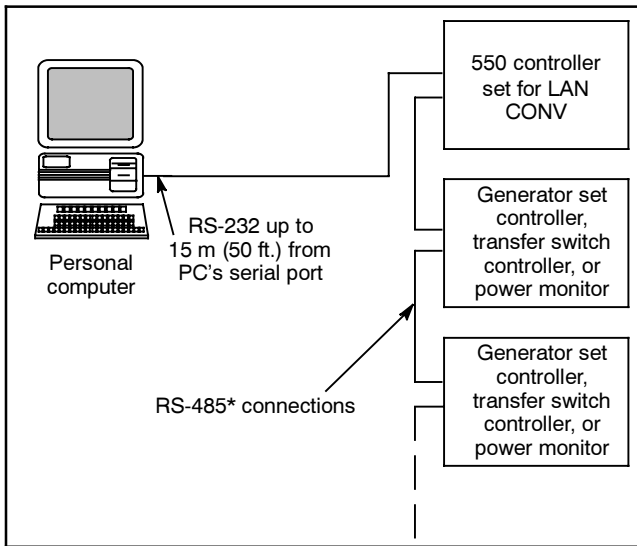 550 controller
set for LAN
CONV
Generator set
controller,
transfer switch
controller, or
power monitor
RS-232 up to
15 m (50 ft.) from
PC's serial port
Personal
computer
Generator set
controller,
transfer switch
controller, or
power monitor
RS-485* connections